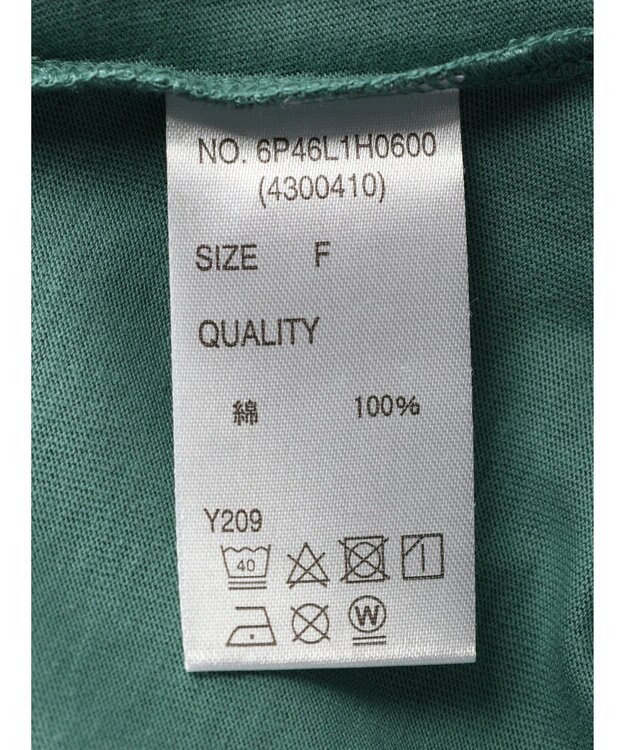 NO. 6P46L1H0600
(4300410)
SIZE F
QUALITY
綿 100%
Y209
40
W